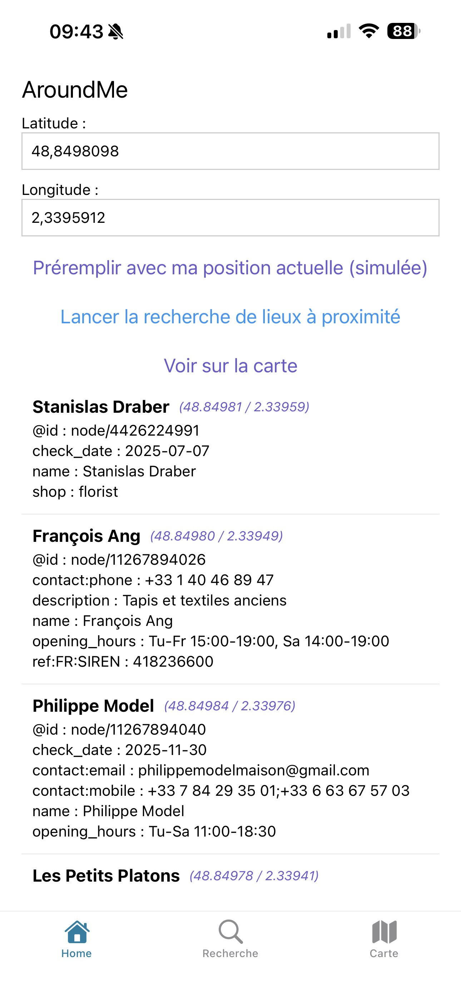 09:43
88
AroundMe
Latitude :
48,8498098
Longitude :
2,3395912
Préremplir avec ma position actuelle (simulée)
Lancer la recherche de lieux à proximité
Voir sur la carte
Stanislas Draber (48.84981 / 2.33959)
@id : node/4426224991
check_date : 2025-07-07
name : Stanislas Draber
shop : florist
François Ang (48.84980 / 2.33949)
@id : node/11267894026
contact:phone : +33 1 40 46 89 47
description : Tapis et textiles anciens
name : François Ang
opening_hours : Tu-Fr 15:00-19:00, Sa 14:00-19:00
ref:FR:SIREN : 418236600
Philippe Model (48.84984 / 2.33976)
@id : node/11267894040
check_date : 2025-11-30
contact:email : philippemodelmaison@gmail.com
contact:mobile : +33 7 84 29 35 01;+33 6 63 67 57 03
name : Philippe Model
opening_hours : Tu-Sa 11:00-18:30
Les Petits Platons (48.84978 / 2.33941)
Home
Recherche
Carte